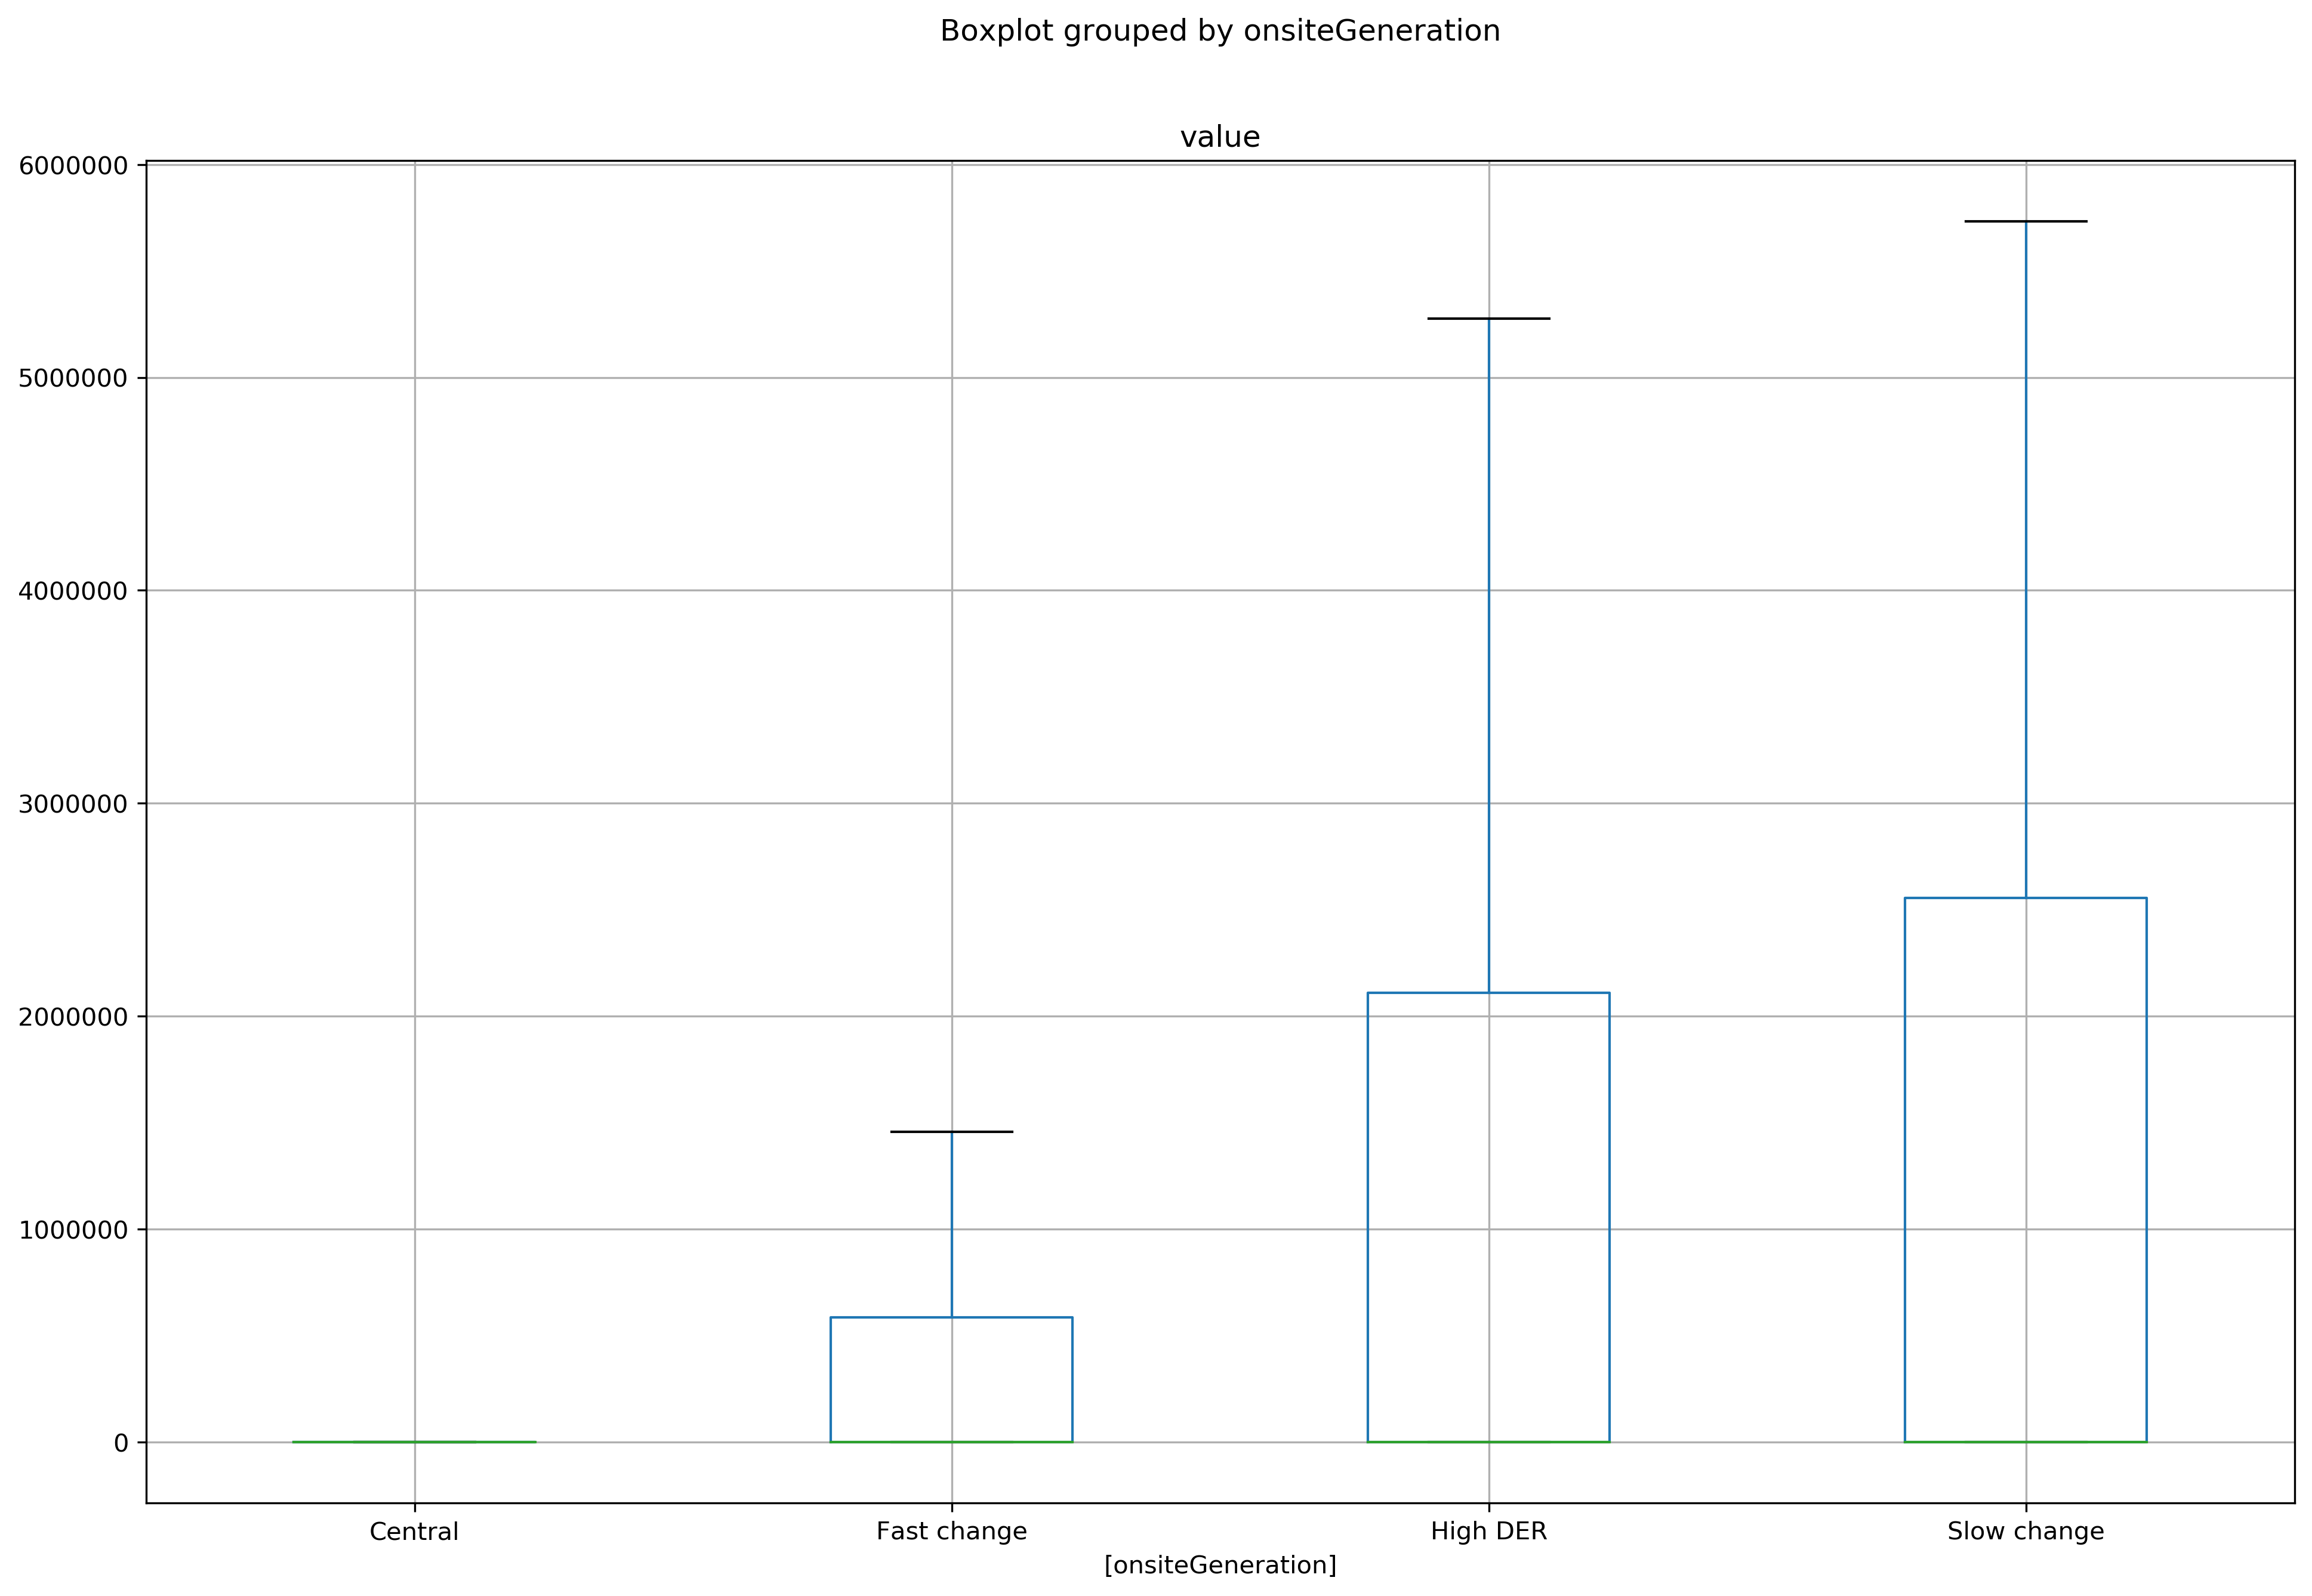 Boxplot grouped by onsiteGeneration
value
6000000
5000000
4000000
3000000
2000000
1000000
0
Central Fast change High DER Slow change
[onsiteGeneration]